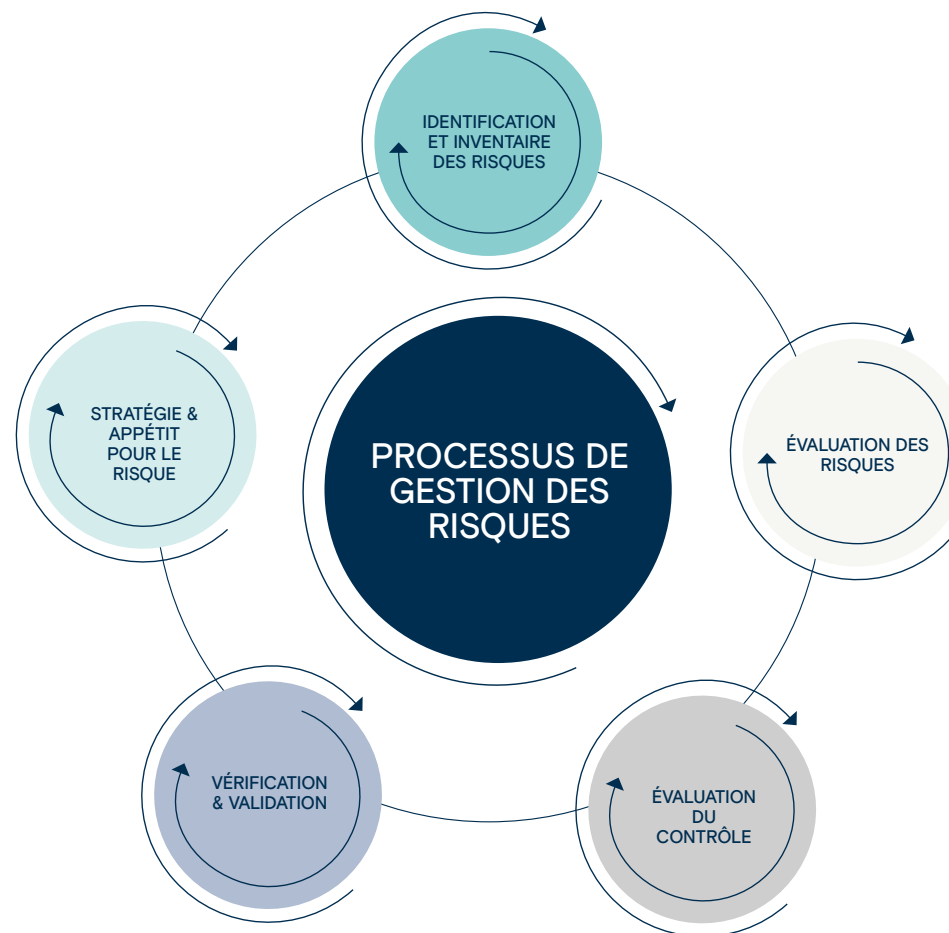 IDENTIFICATION
ET INVENTAIRE
DES RISQUES
STRATÉGIE &
APPÉTIT
POUR LE
RISQUE
PROCESSUS DE
GESTION DES
RISQUES
ÉVALUATION DES
RISQUES
VÉRIFICATION
& VALIDATION
ÉVALUATION
DU
CONTRÔLE